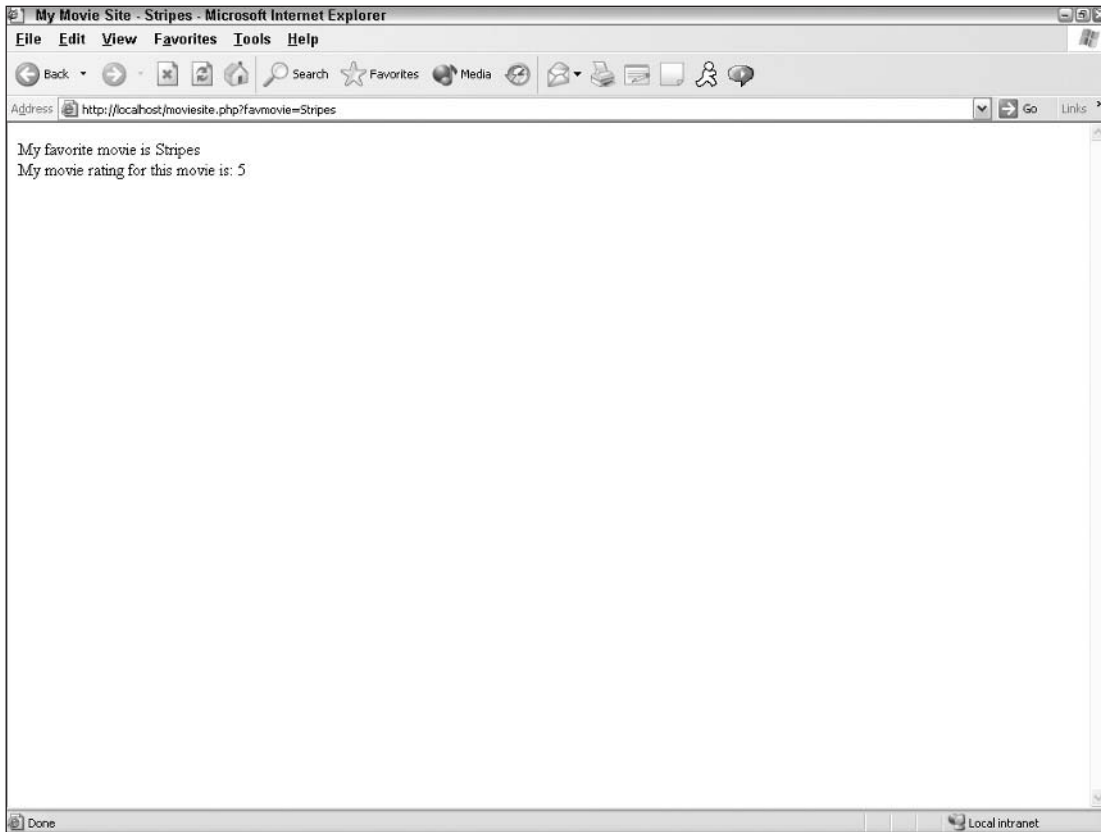 My Movie Site - Stripes - Microsoft Internet Explorer
File Edit View Favorites Tools Help
Back Search Favorites Media
Address http://localhost/moviesite.php?favmovie=Stripes Go Links »
My favorite movie is Stripes
My movie rating for this movie is: 5
Done Local intranet